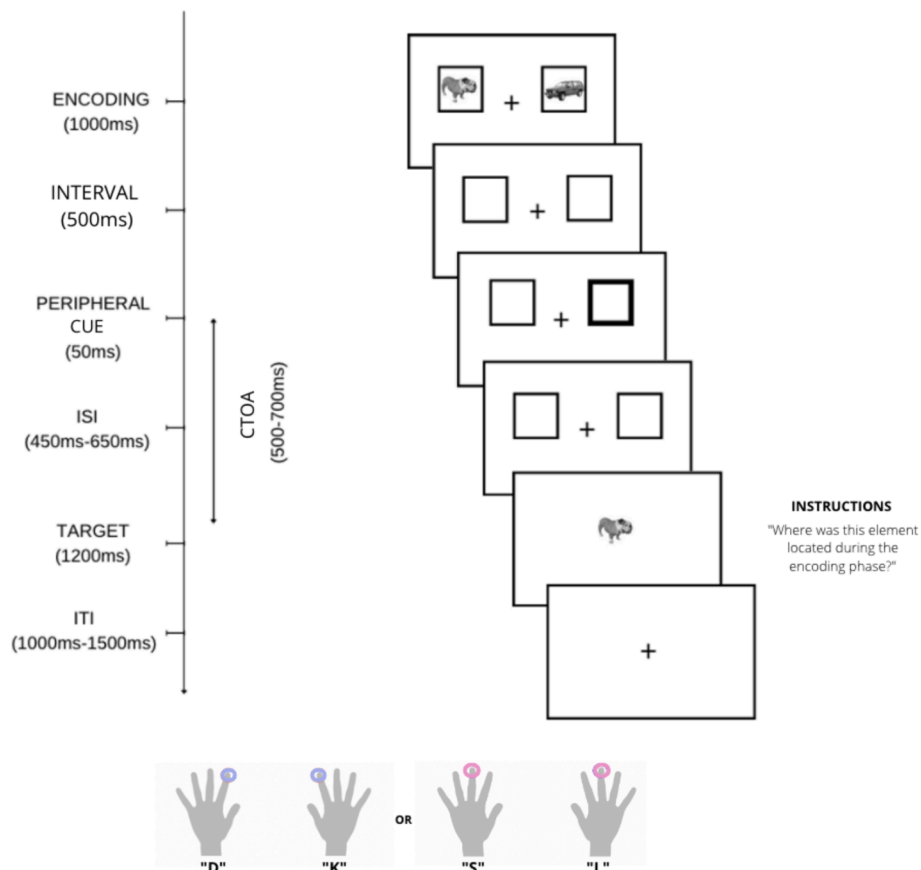 ENCODING
(1000ms)
INTERVAL
(500ms)
PERIPHERAL
CUE
(50ms)
CTOA
(500-700ms)
ISI
(450ms-650ms)
TARGET
(1200ms)
ITI
(1000ms-1500ms)
+
+
+
+
+
INSTRUCTIONS
"Where was this element
located during the
encoding phase?"
OR
"D"
"K"
"S"
"L"